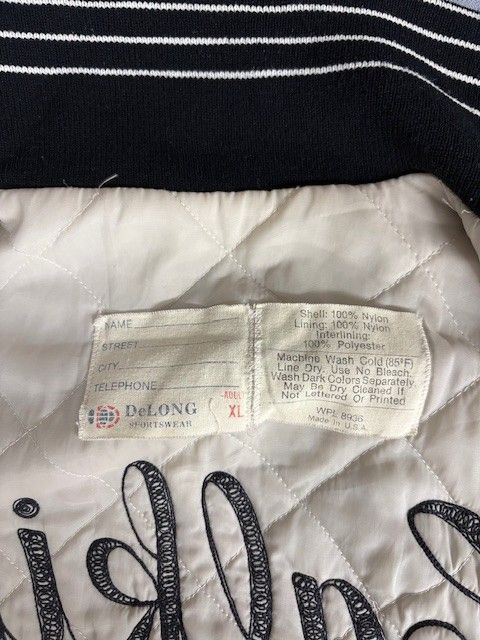 NAME
STREET
CITY
TELEPHONE
DeLONG
SPORTSWEAR
XL
Shell: 100% Nylon
Lining: 100% Nylon
Interlining:
100% Polyester
Machine Wash Cold (85°F)
Line Dry. Use No Bleach.
Wash Dark Colors Separately
May Be Dry Cleaned If
Not Lettered Or Printed
WPL 8936
Made In U.S.A.